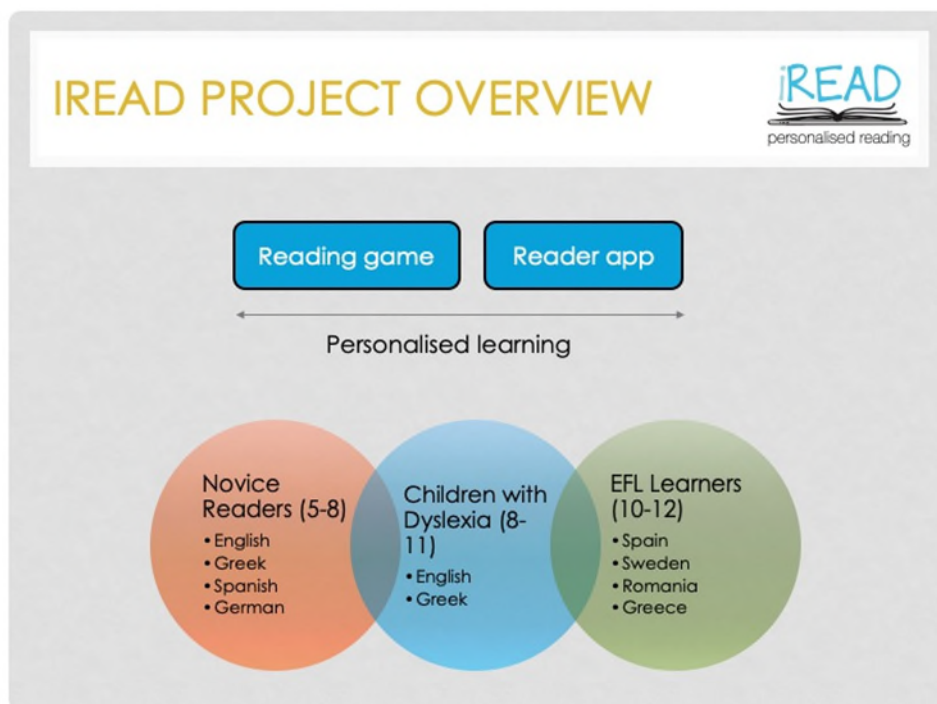 IREAD PROJECT OVERVIEW
iREAD
personalised reading
Reading game
Reader app
Personalised learning
Novice
Readers (5-8)
• English
• Greek
• Spanish
• German
Children with
Dyslexia (8-
11)
• English
• Greek
EFL Learners
(10-12)
• Spain
• Sweden
• Romania
• Greece